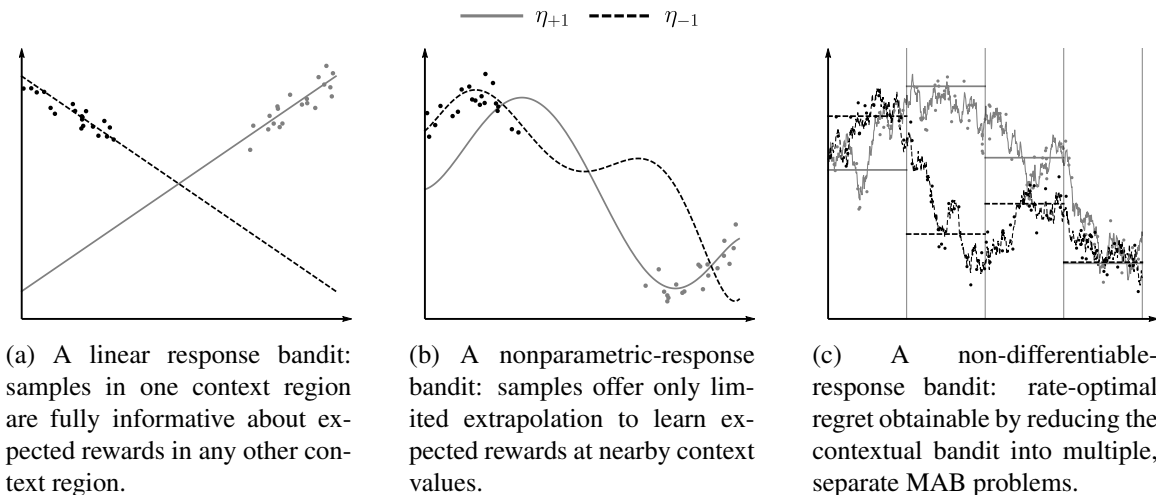 η+1 η−1
(a) A linear response bandit:
samples in one context region
are fully informative about ex-
pected rewards in any other con-
text region.
(b) A nonparametric-response
bandit: samples offer only lim-
ited extrapolation to learn ex-
pected rewards at nearby context
values.
(c) A non-differentiable-
response bandit: rate-optimal
regret obtainable by reducing the
contextual bandit into multiple,
separate MAB problems.